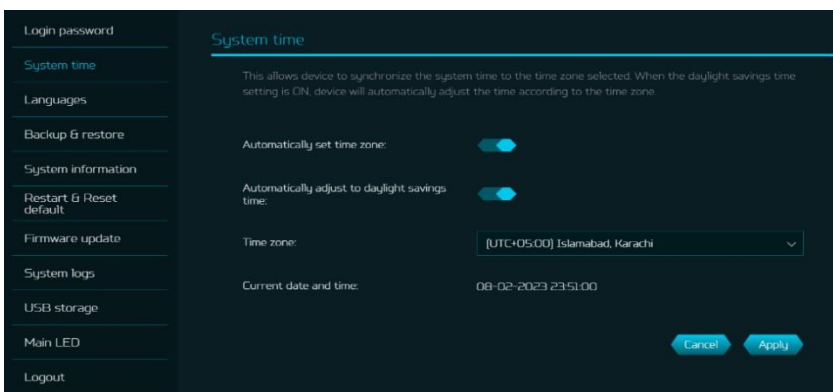 Login password
System time
Languages
Backup & restore
System information
Restart & Reset
default
Firmware update
System logs
USB storage
Main LED
Logout
System time
This allows device to synchronize the system time to the time zone selected. When the daylight savings time
setting is ON, device will automatically adjust the time according to the time zone.
Automatically set time zone:
Automatically adjust to daylight savings
time:
Time zone:
(UTC+05:00) Islamabad, Karachi
Current date and time:
08-02-2023 23:51:00
Cancel
Apply